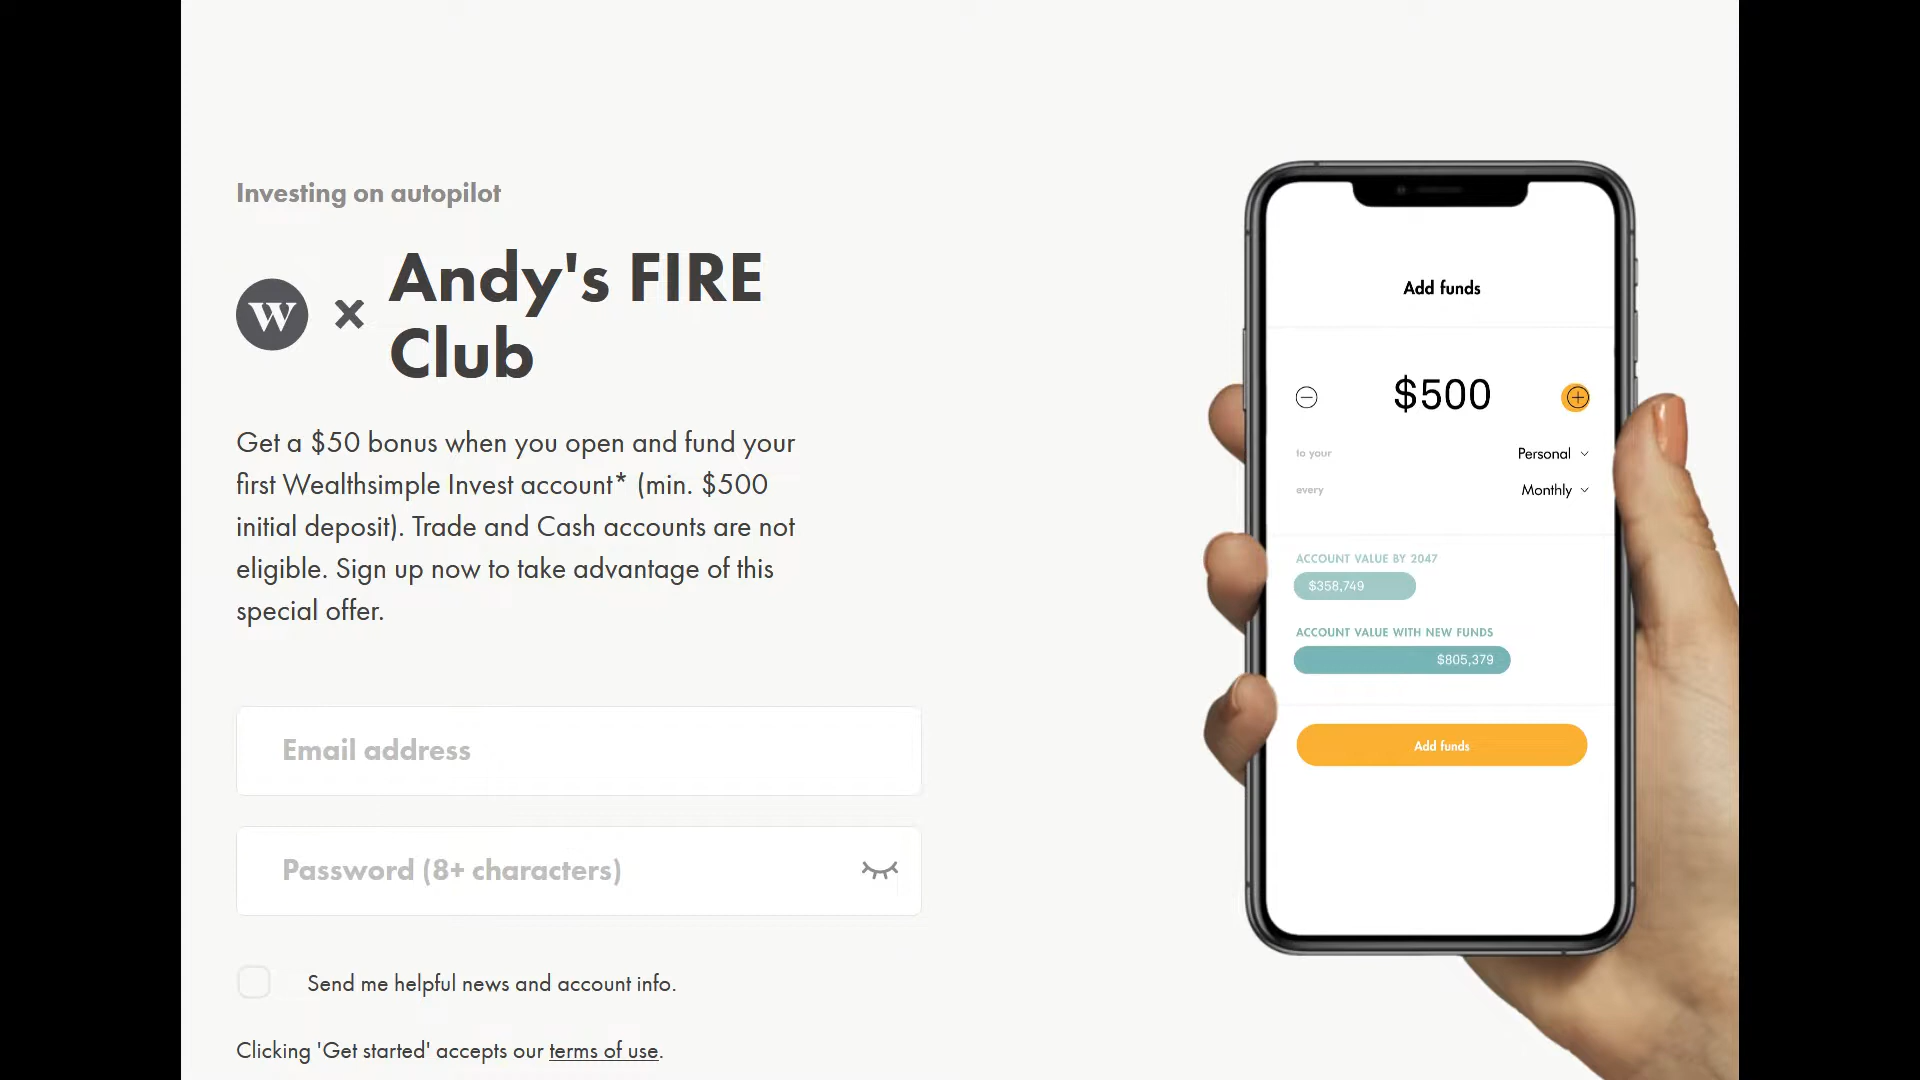 Investing on autopilot
W × Andy's FIRE
Club
Get a $50 bonus when you open and fund your
first Wealthsimple Invest account* (min. $500
initial deposit). Trade and Cash accounts are not
eligible. Sign up now to take advantage of this
special offer.
Email address
Password (8+ characters)
Send me helpful news and account info.
Clicking 'Get started' accepts our terms of use.
Add funds
$500
to your Personal
every Monthly
ACCOUNT VALUE BY 2047
$358,749
ACCOUNT VALUE WITH NEW FUNDS
$805,379
Add funds